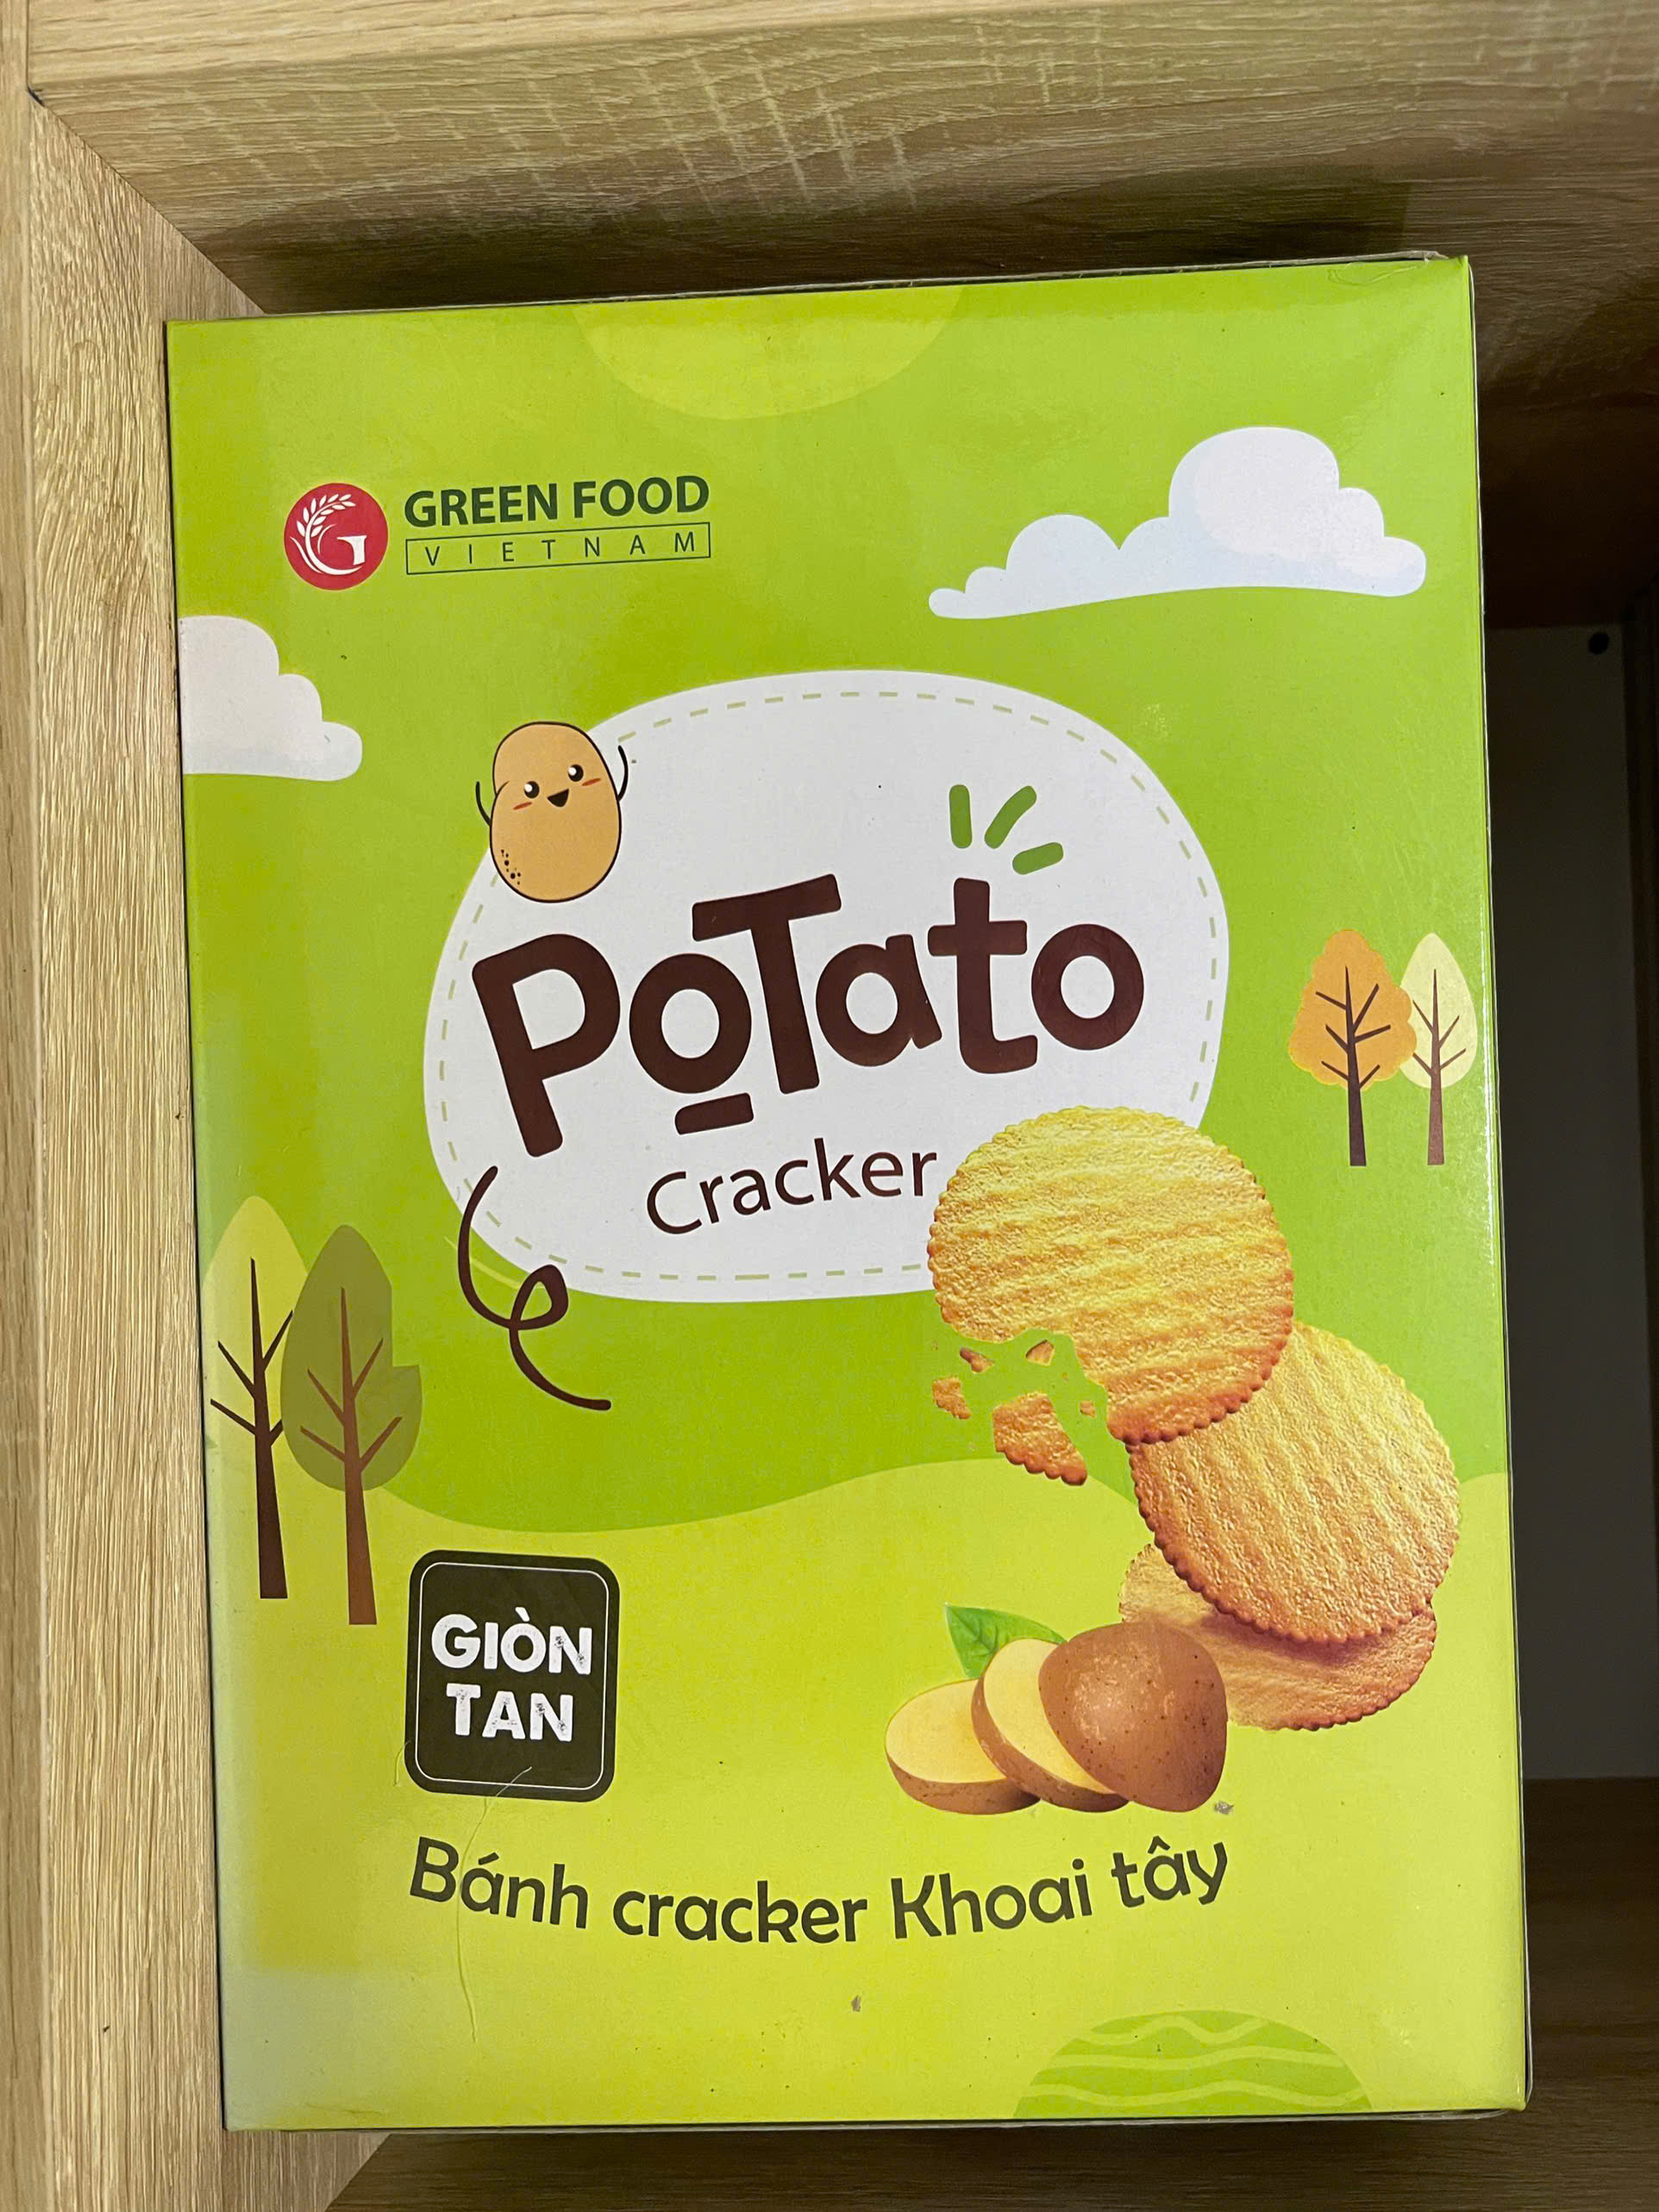 GREEN FOOD
VIETNAM
PoTato
Cracker
GIÒN
TAN
Bánh cracker Khoai tây